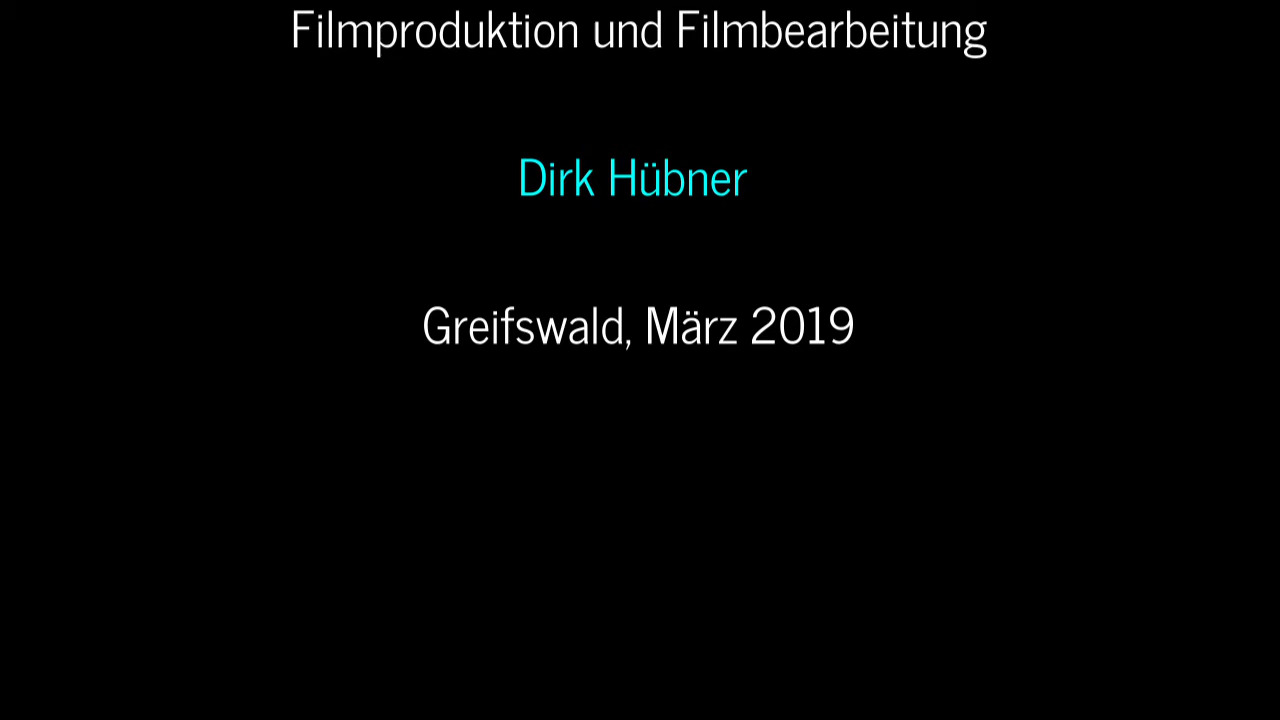 Filmproduktion und Filmbearbeitung
Dirk Hübner
Greifswald, März 2019